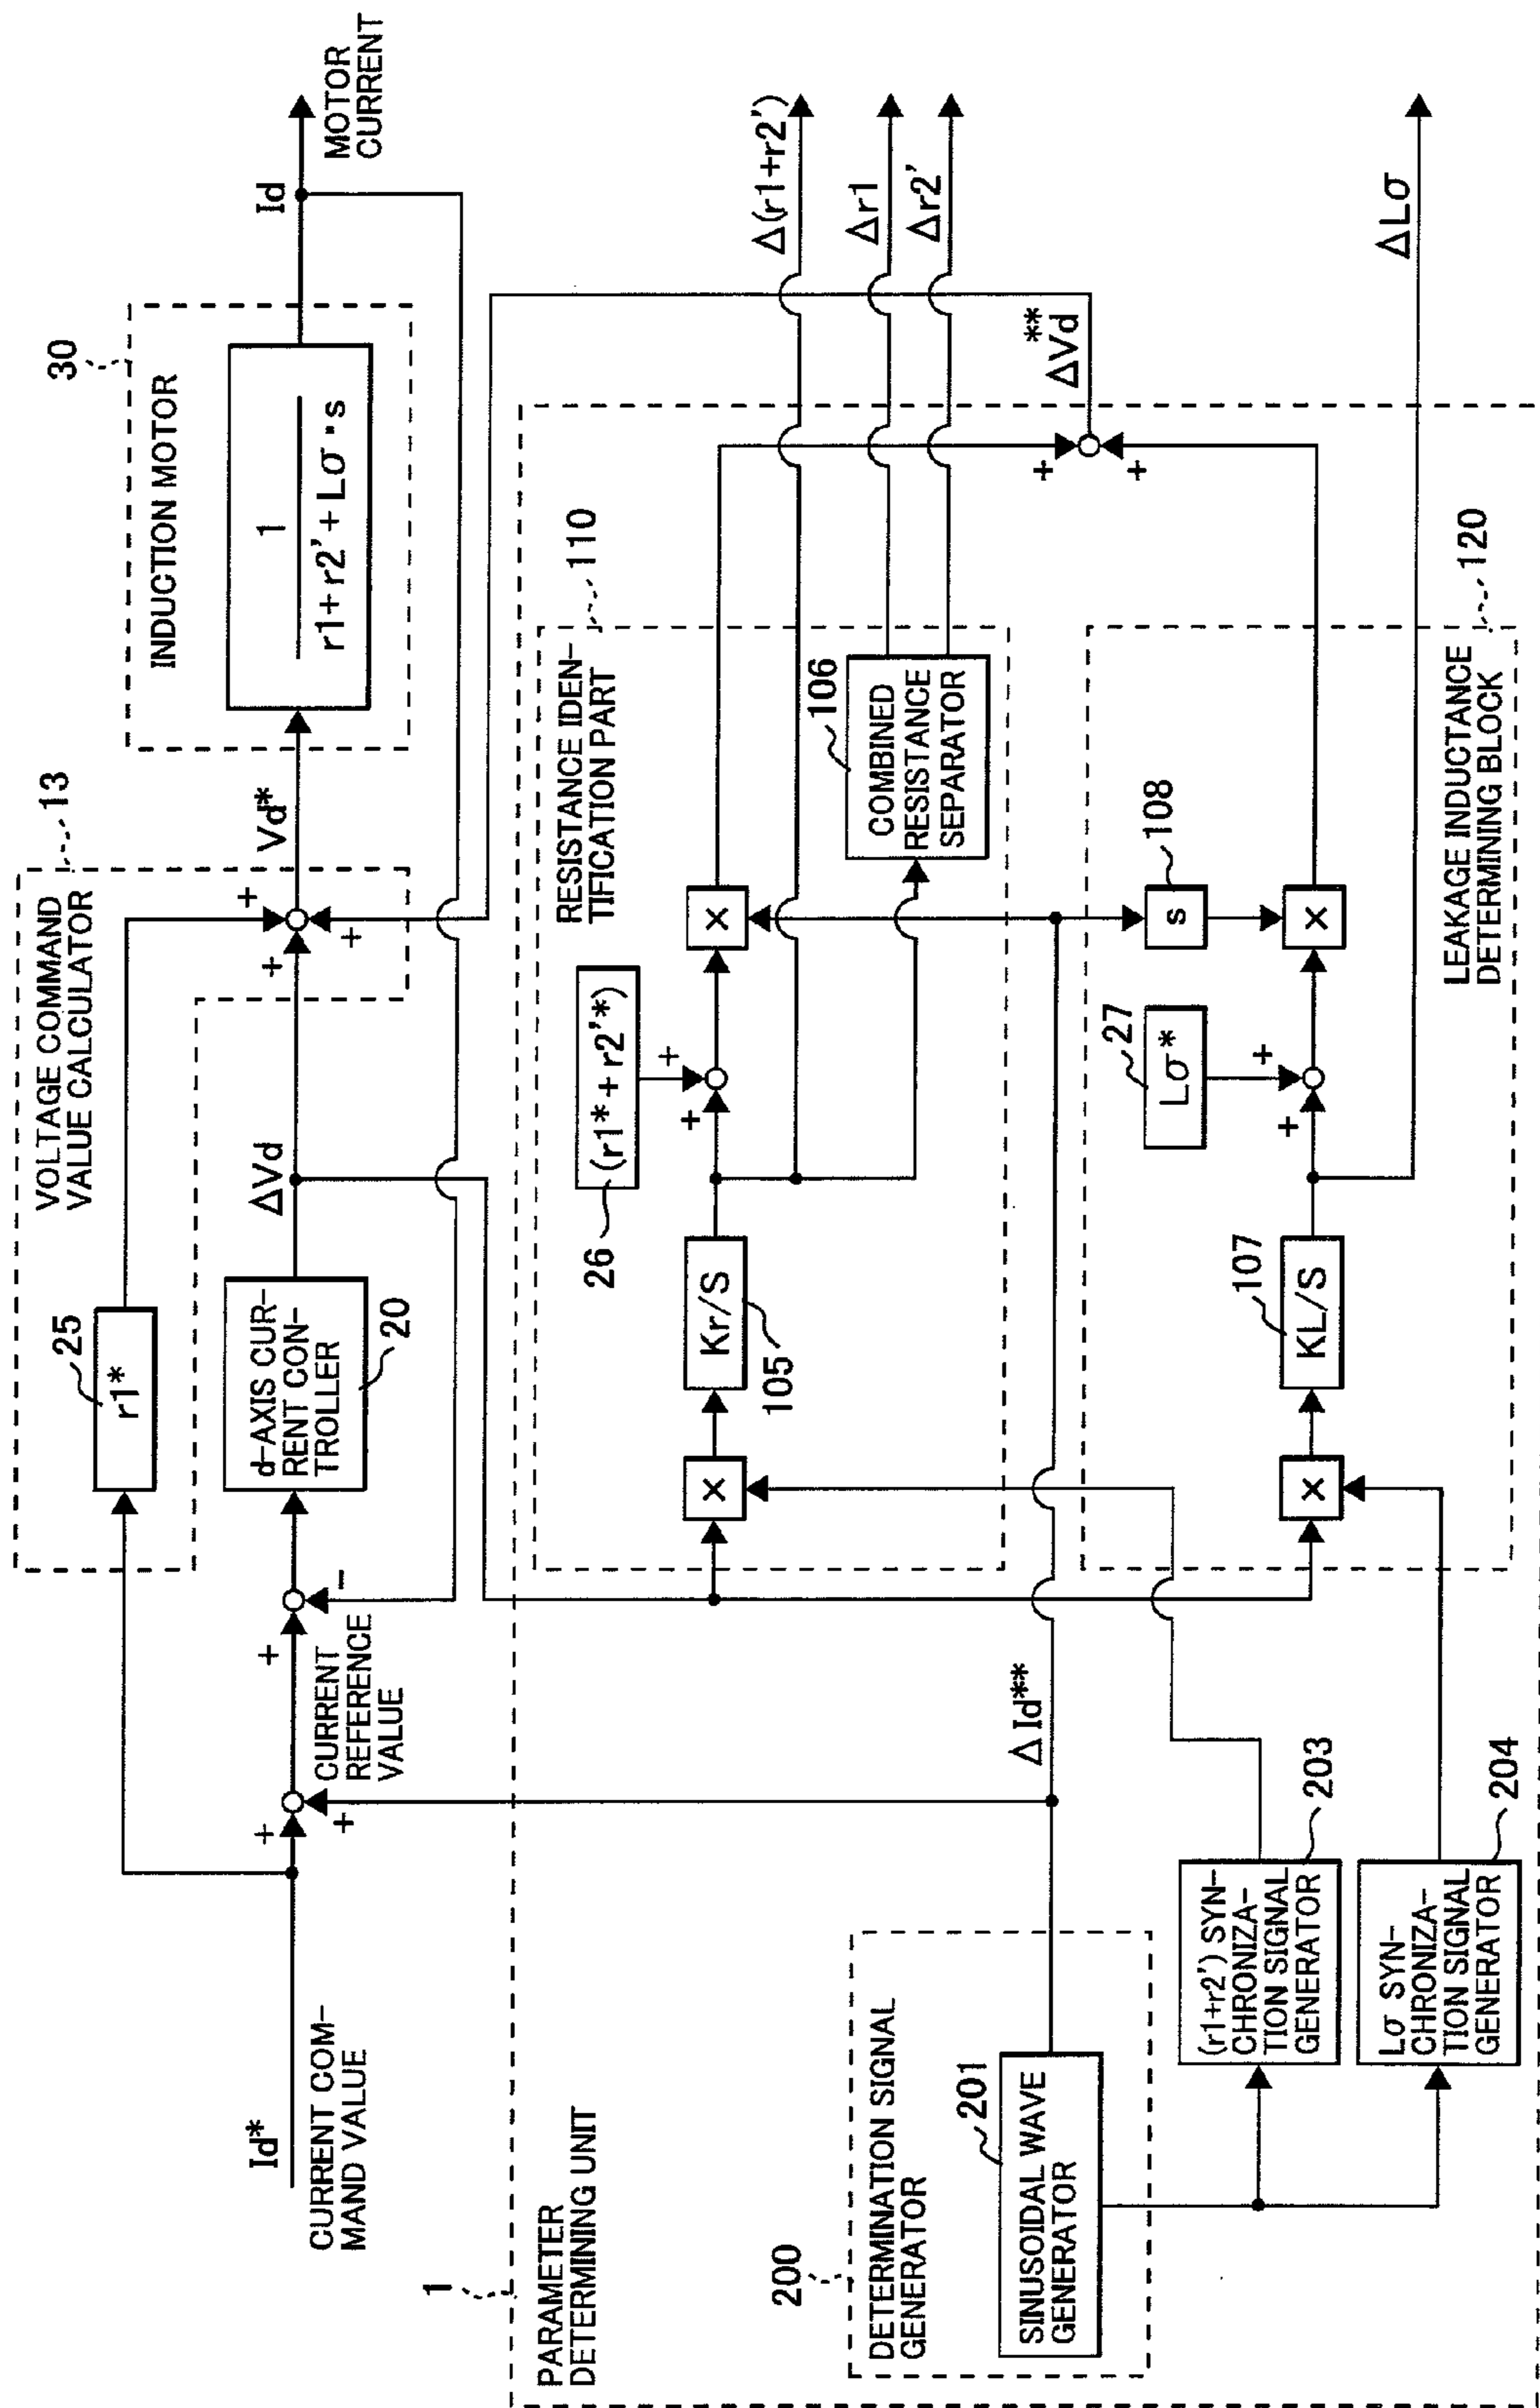 Id*
CURRENT COM-
MAND VALUE
+
+
CURRENT
REFERENCE
VALUE
+
−
VOLTAGE COMMAND
VALUE CALCULATOR
13
25
r1*
d-AXIS CUR-
RENT CON-
TROLLER
20
ΔVd
+
+
+
Vd*
30
INDUCTION MOTOR
1
r1+r2'+Lσ·s
Id
MOTOR
CURRENT
1
PARAMETER
DETERMINING UNIT
200
DETERMINATION SIGNAL
GENERATOR
201
SINUSOIDAL WAVE
GENERATOR
ΔId**
(r1+r2') SYN-
CHRONIZA-
TION SIGNAL
GENERATOR
203
Lσ SYN-
CHRONIZA-
TION SIGNAL
GENERATOR
204
RESISTANCE IDEN-
TIFICATION PART
110
×
Kr/S
105
26
(r1*+r2'*)
+
+
×
106
COMBINED
RESISTANCE
SEPARATOR
×
KL/S
107
27
Lσ*
+
+
s
108
×
LEAKAGE INDUCTANCE
DETERMINING BLOCK
120
+
+
ΔVd**
Δ(r1+r2')
Δr1
Δr2'
ΔLσ